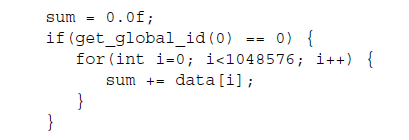 sum = 0.0f;
if(get_global_id(0) == 0) {
for(int i=0; i<1048576; i++) {
sum += data[i];
}
}